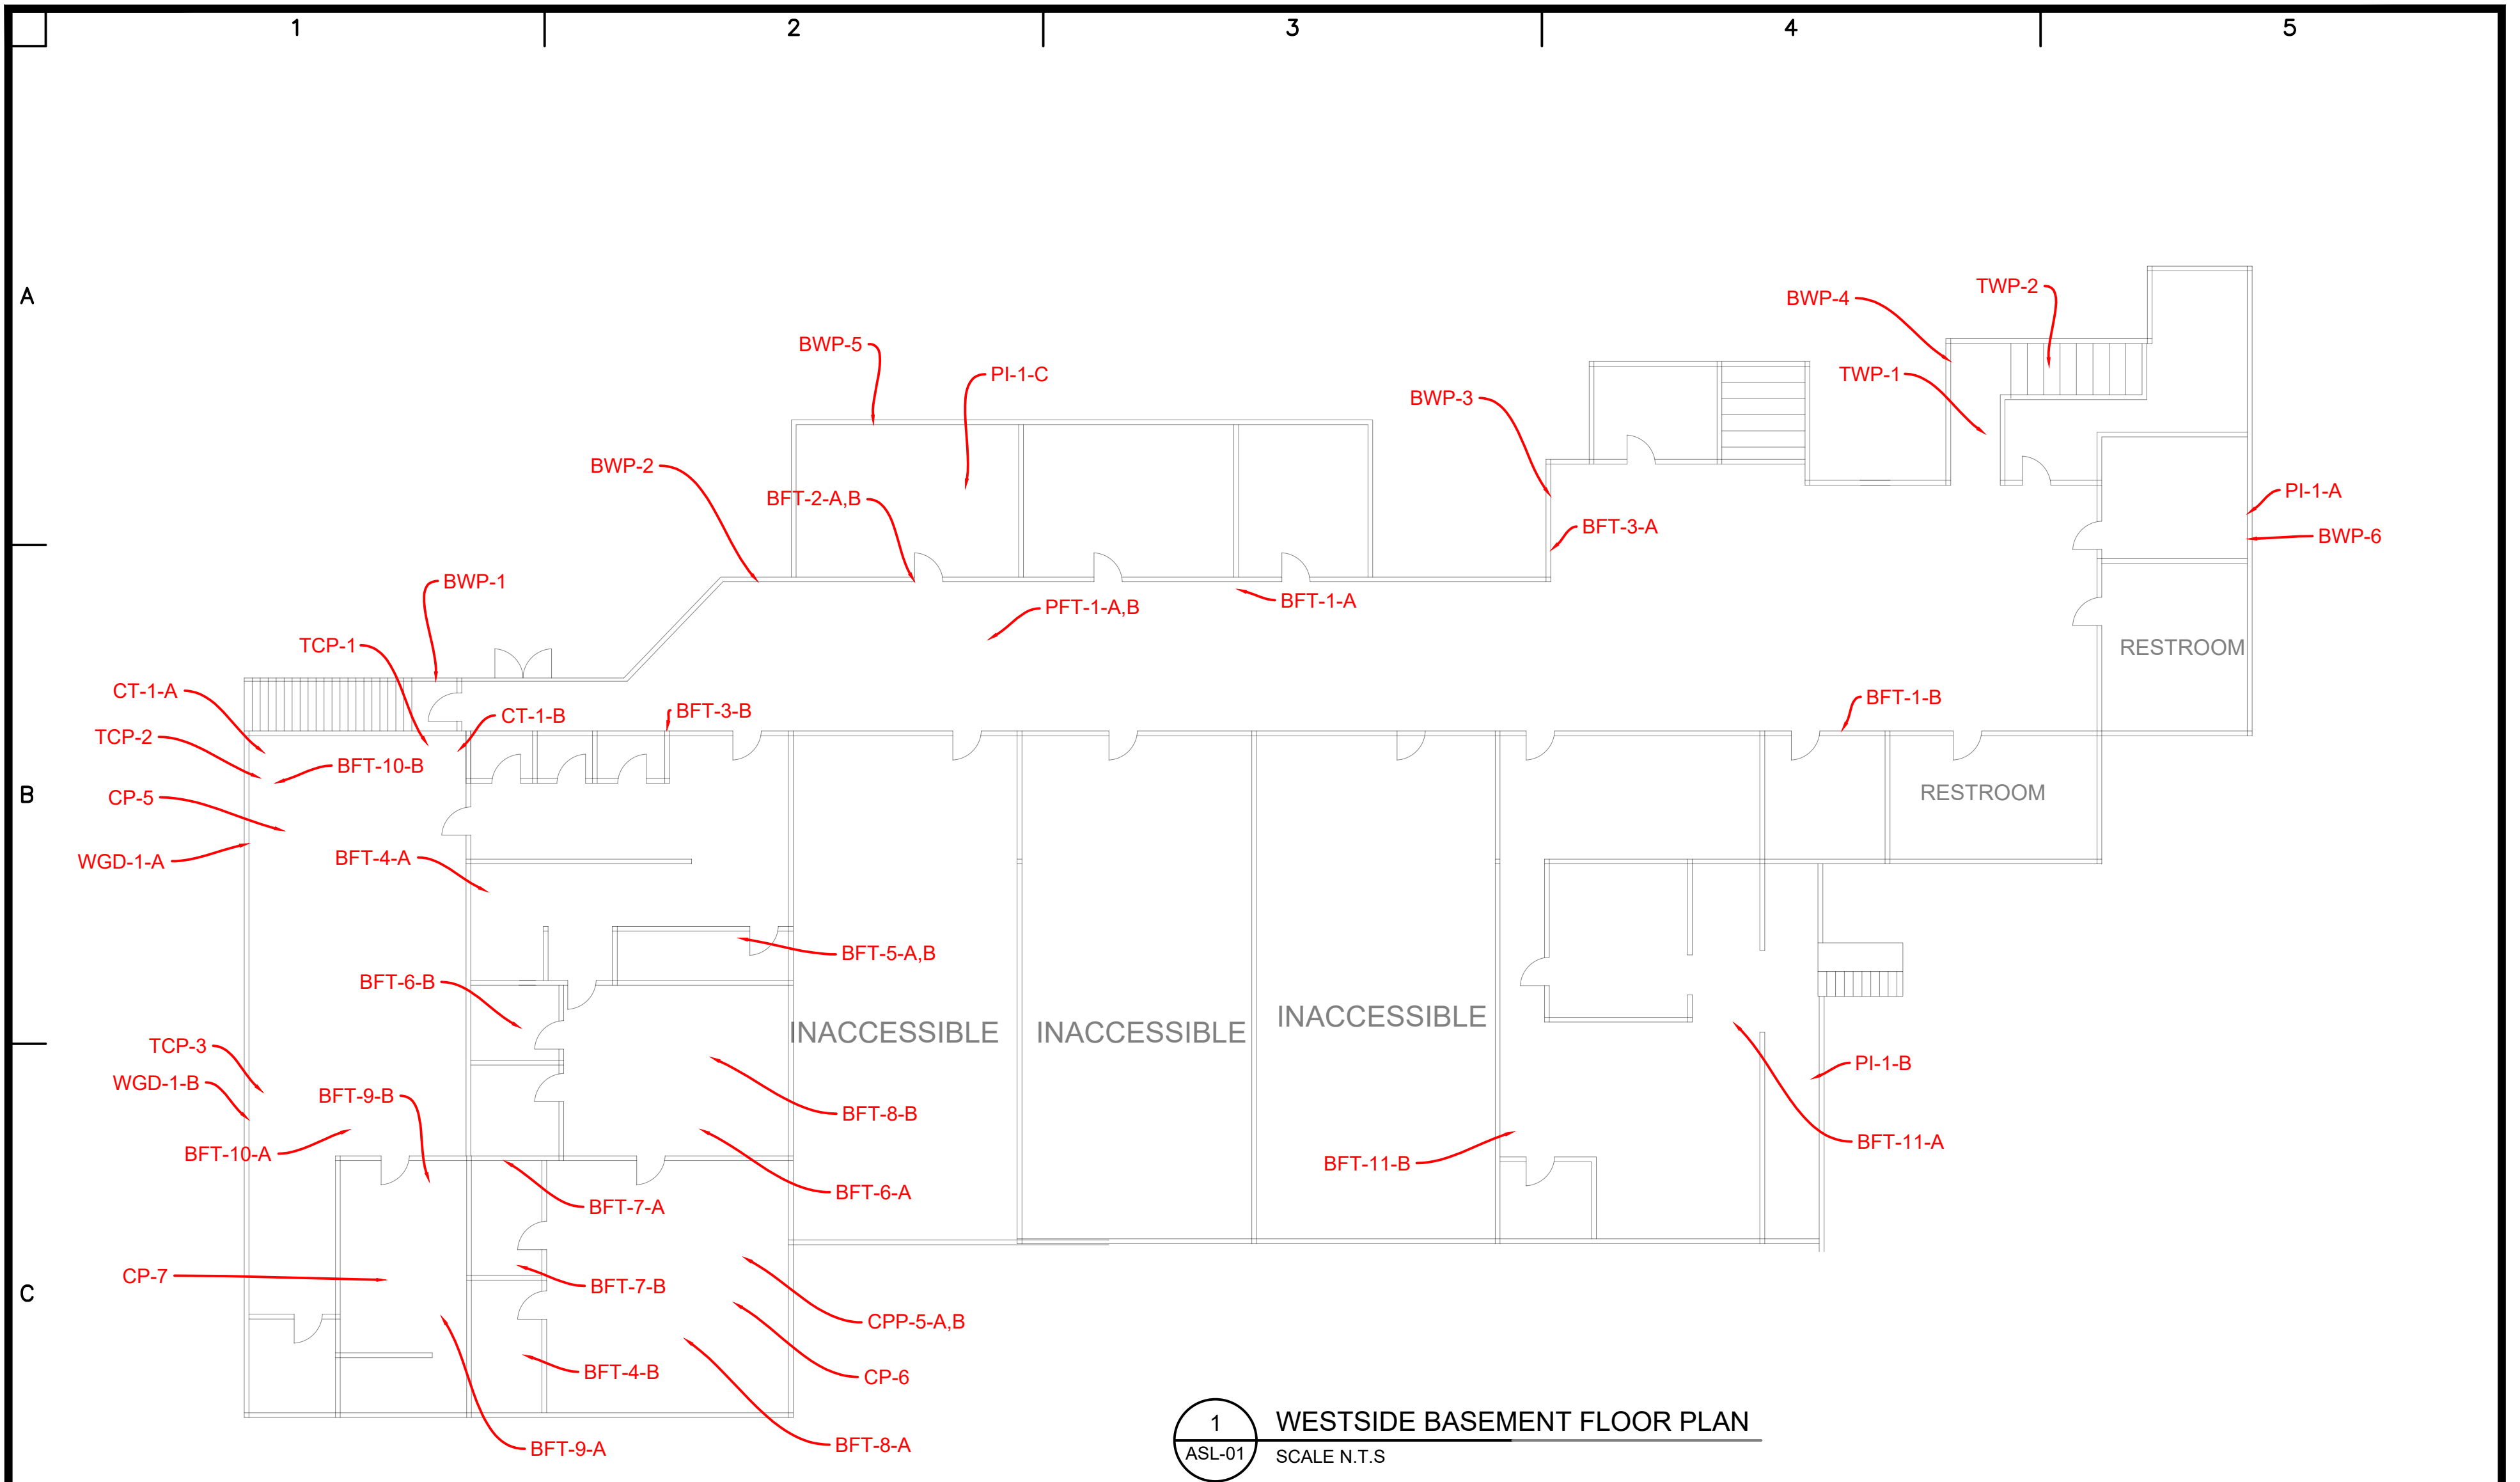 1
2
3
4
5
A
TWP-2
BWP-4
BWP-5
PI-1-C
TWP-1
BWP-3
BWP-2
PI-1-A
BFT-2-A,B
BFT-3-A
BWP-6
BWP-1
BFT-1-A
PFT-1-A,B
TCP-1
RESTROOM
CT-1-A
BFT-1-B
BFT-3-B
CT-1-B
TCP-2
BFT-10-B
B
RESTROOM
CP-5
BFT-4-A
WGD-1-A
BFT-5-A,B
BFT-6-B
INACCESSIBLE
INACCESSIBLE
INACCESSIBLE
TCP-3
PI-1-B
WGD-1-B
BFT-9-B
BFT-8-B
BFT-11-A
BFT-10-A
BFT-11-B
BFT-6-A
BFT-7-A
CP-7
BFT-7-B
C
CPP-5-A,B
BFT-4-B
CP-6
BFT-9-A
BFT-8-A
1
WESTSIDE BASEMENT FLOOR PLAN
ASL-01
SCALE N.T.S